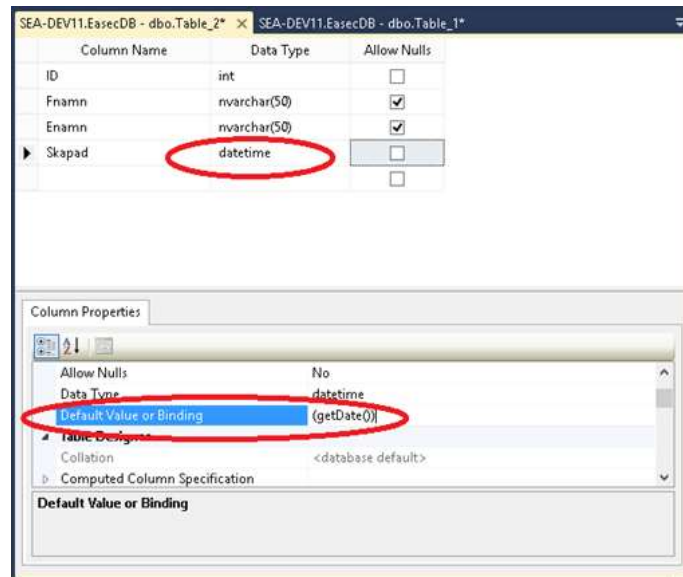 SEA-DEV11.EasecDB - dbo.Table_2* × SEA-DEV11.EasecDB - dbo.Table_1*
Column Name Data Type Allow Nulls
ID int
Fnamn nvarchar(50)
Enamn nvarchar(50)
Skapad datetime
Column Properties
Allow Nulls No
Data Type datetime
Default Value or Binding (getDate())
Table Designer
Collation <database default>
Computed Column Specification
Default Value or Binding